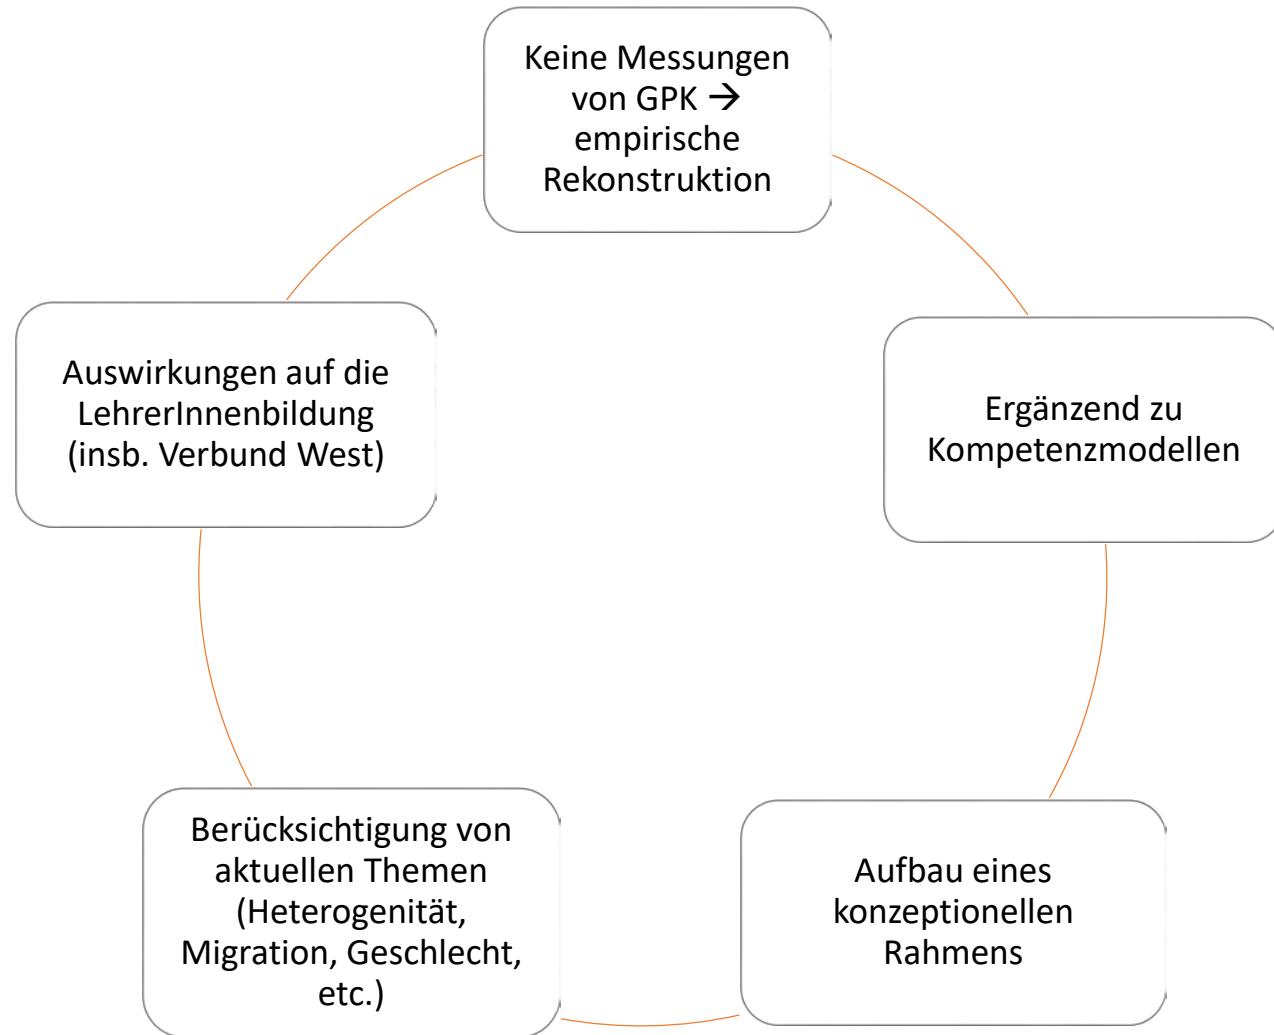 Keine Messungen
von GPK →
empirische
Rekonstruktion
Ergänzend zu
Kompetenzmodellen
Aufbau eines
konzeptionellen
Rahmens
Berücksichtigung von
aktuellen Themen
(Heterogenität,
Migration, Geschlecht,
etc.)
Auswirkungen auf die
LehrerInnenbildung
(insb. Verbund West)